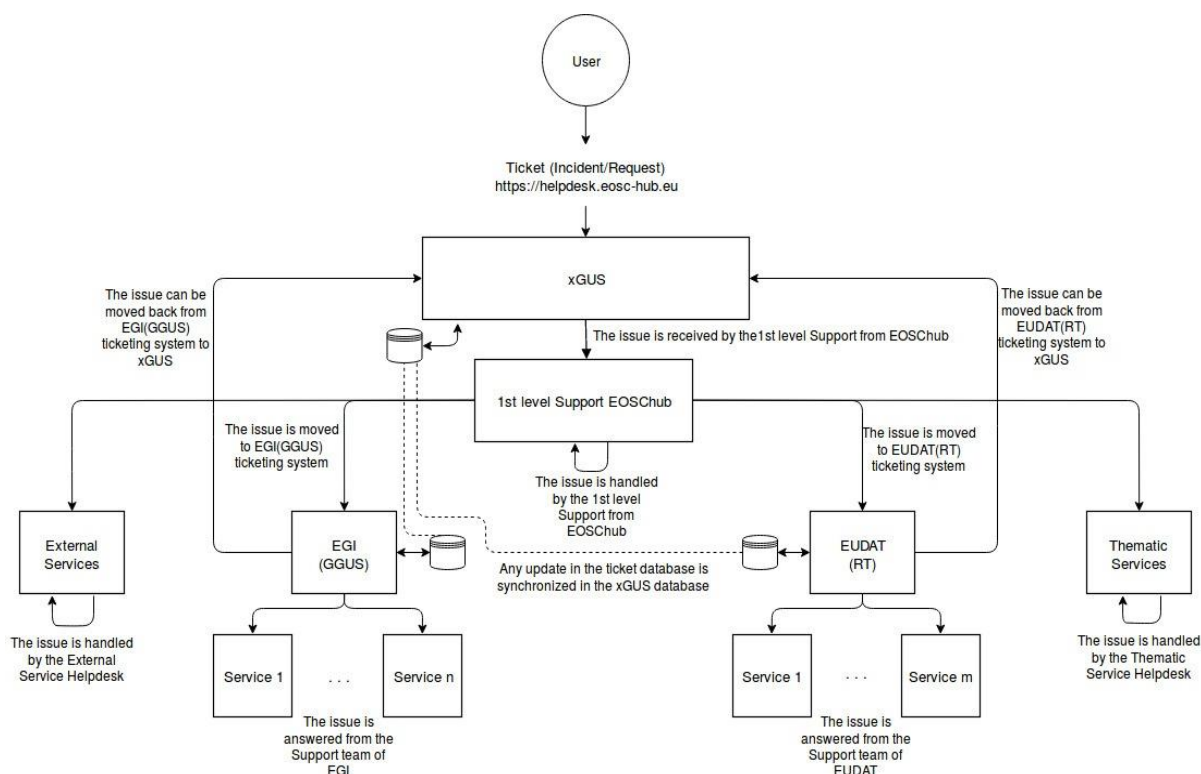 User
Ticket (Incident/Request)
https://helpdesk.eosc-hub.eu
xGUS
The issue can be
moved back from
EGI(GGUS)
ticketing system to
xGUS
The issue can be
moved back from
EUDAT(RT)
ticketing system to
xGUS
The issue is received by the1st level Support from EOSChub
1st level Support EOSChub
The issue is moved
to EGI(GGUS)
ticketing system
The issue is moved
to EUDAT(RT)
ticketing system
The issue is handled
by the 1st level
Support from
EOSChub
External
Services
EGI
(GGUS)
EUDAT
(RT)
Thematic
Services
Any update in the ticket database is
synchronized in the xGUS database
The issue is handled
by the External
Service Helpdesk
Service 1
. . .
Service n
Service 1
. . .
Service m
The issue is handled
by the Thematic
Service Helpdesk
The issue is
answered from the
Support team of
EGI
The issue is
answered from the
Support team of
EUDAT